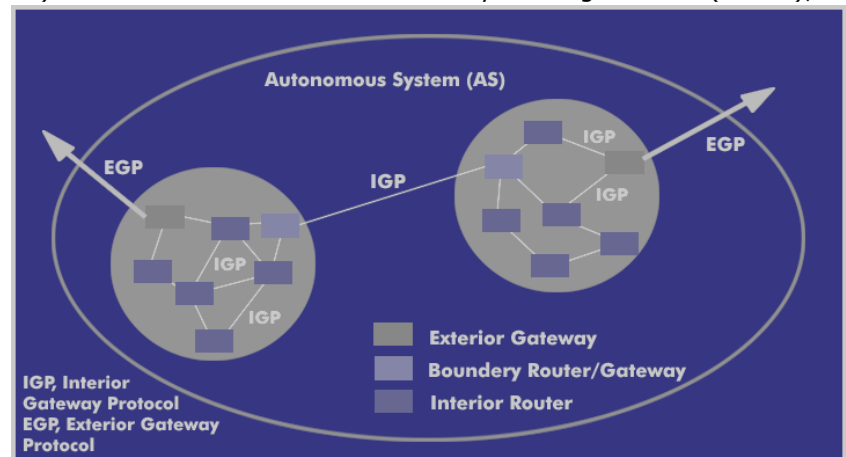 Autonomous System (AS)
EGP
IGP
EGP
IGP
IGP
IGP
IGP
Exterior Gateway
Boundery Router/Gateway
Interior Router
IGP, Interior
Gateway Protocol
EGP, Exterior Gateway
Protocol